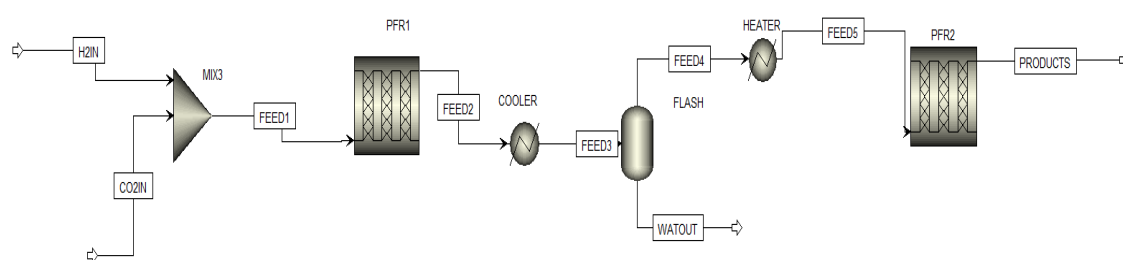 H2IN
MIX3
CO2IN
FEED1
PFR1
FEED2
COOLER
FEED3
FEED4
FLASH
WATOUT
HEATER
FEED5
PFR2
PRODUCTS